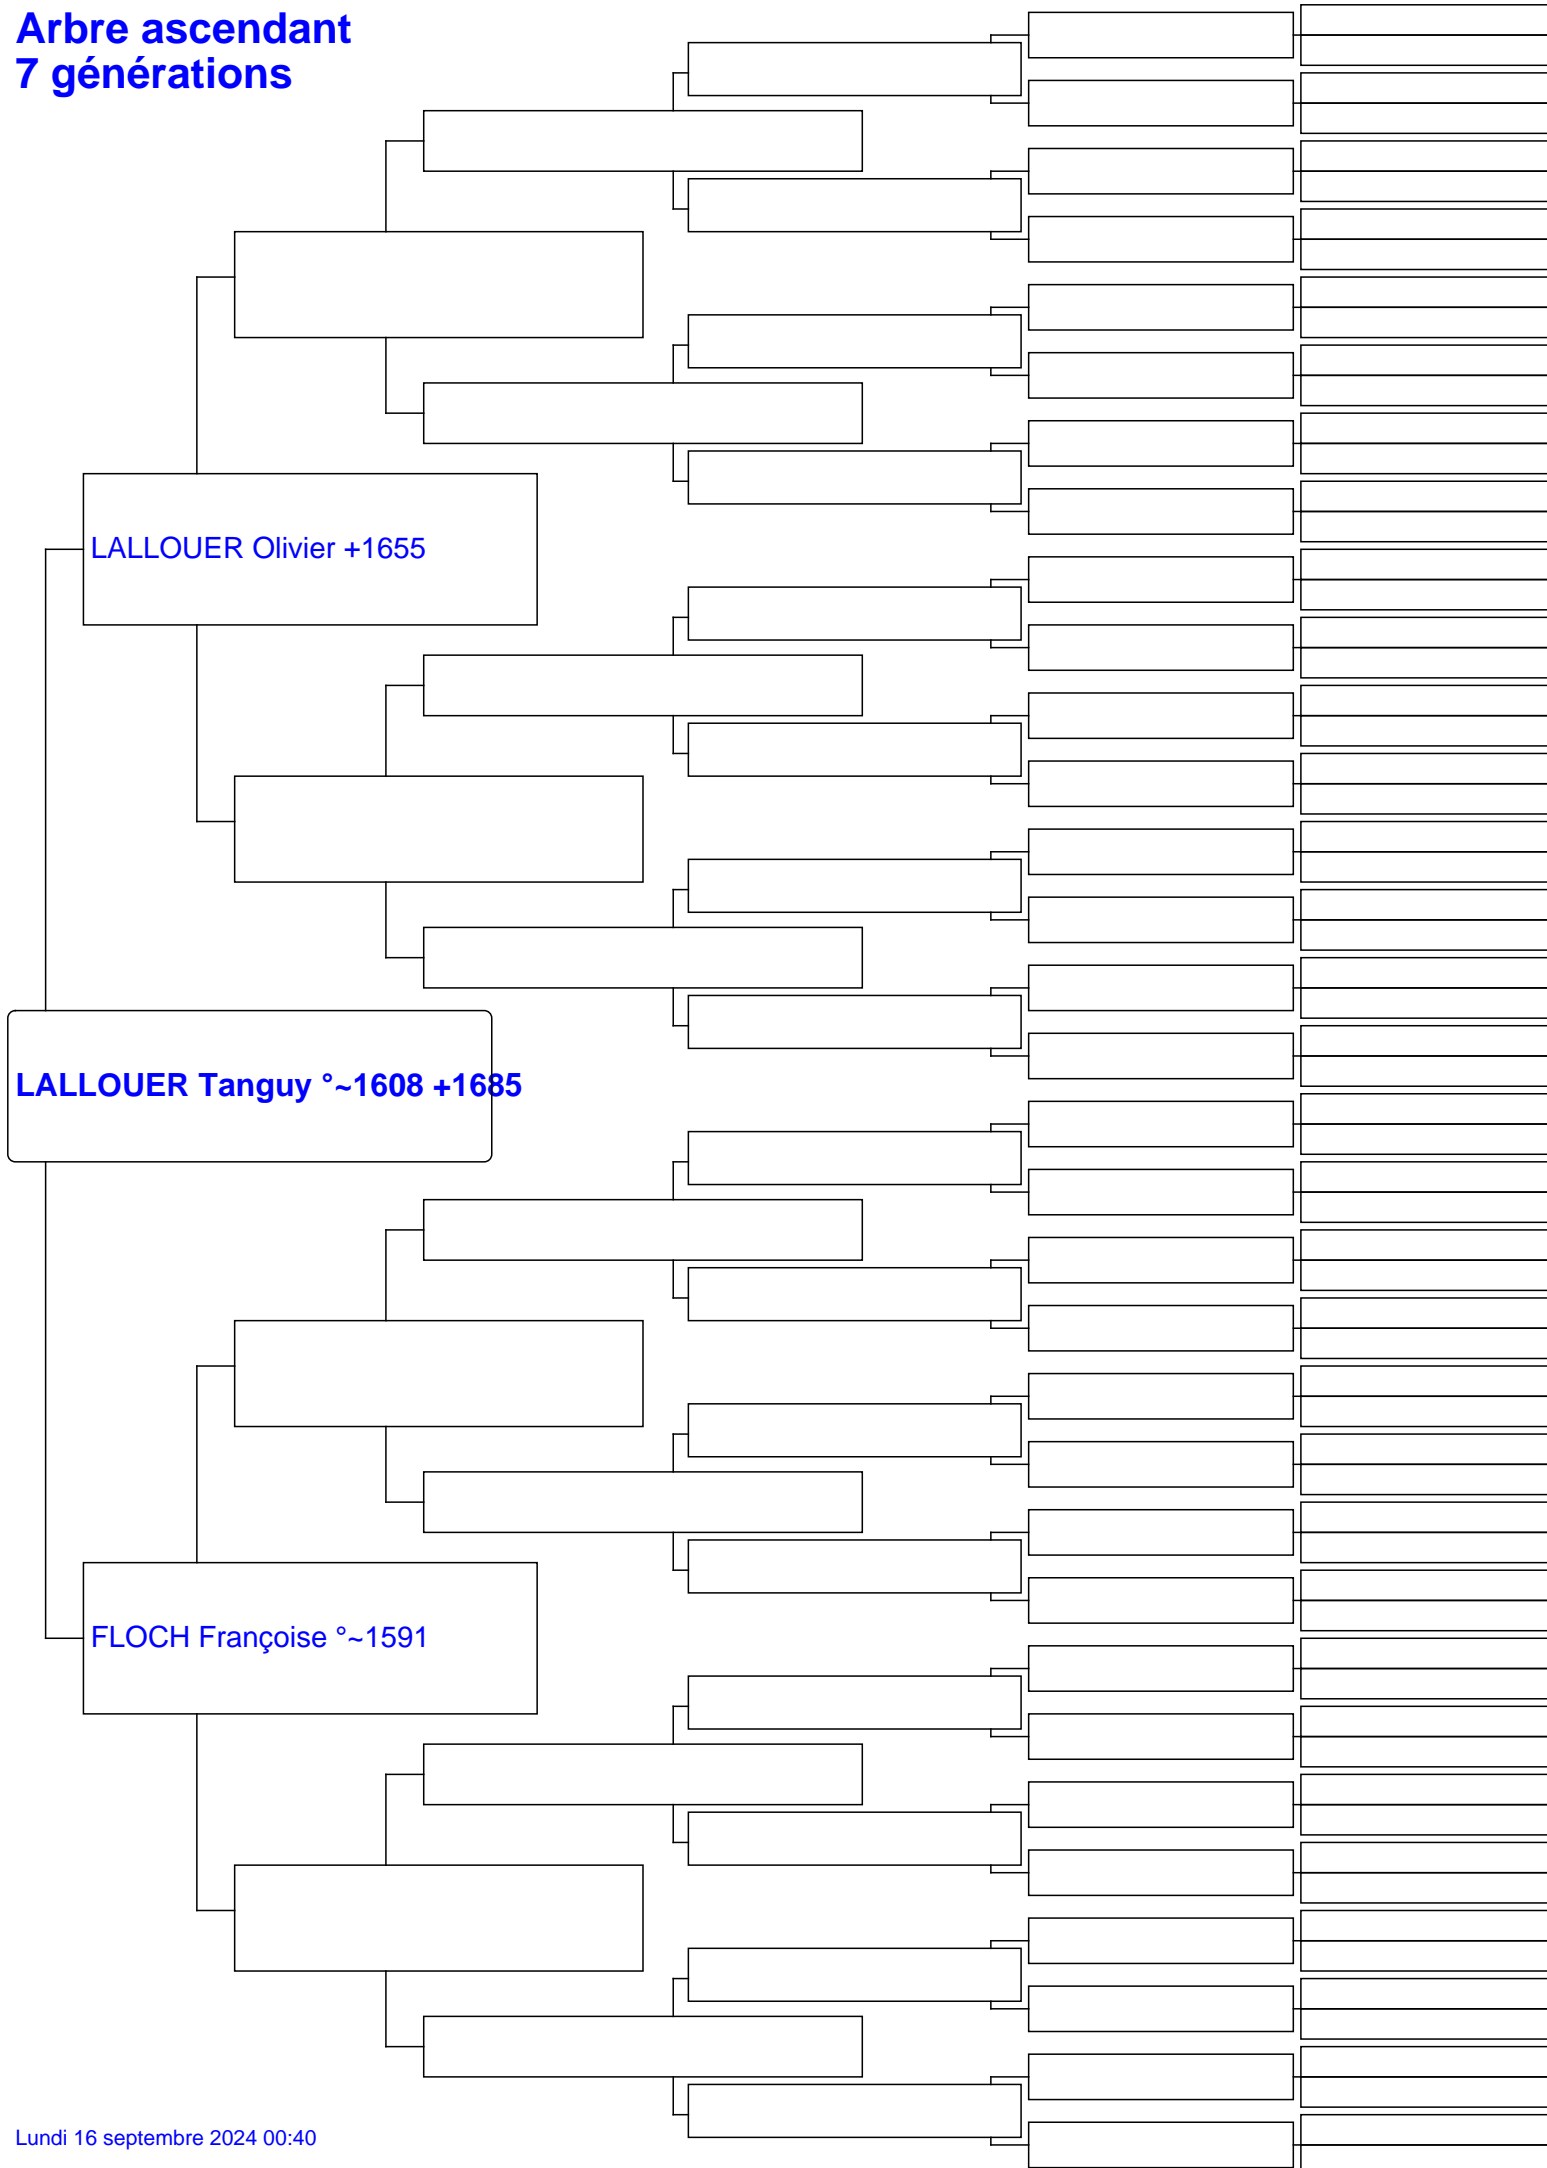 Arbre ascendant
7 générations
LALLOUER Olivier +1655
LALLOUER Tanguy °~1608 +1685
FLOCH Françoise °~1591
Lundi 16 septembre 2024 00:40